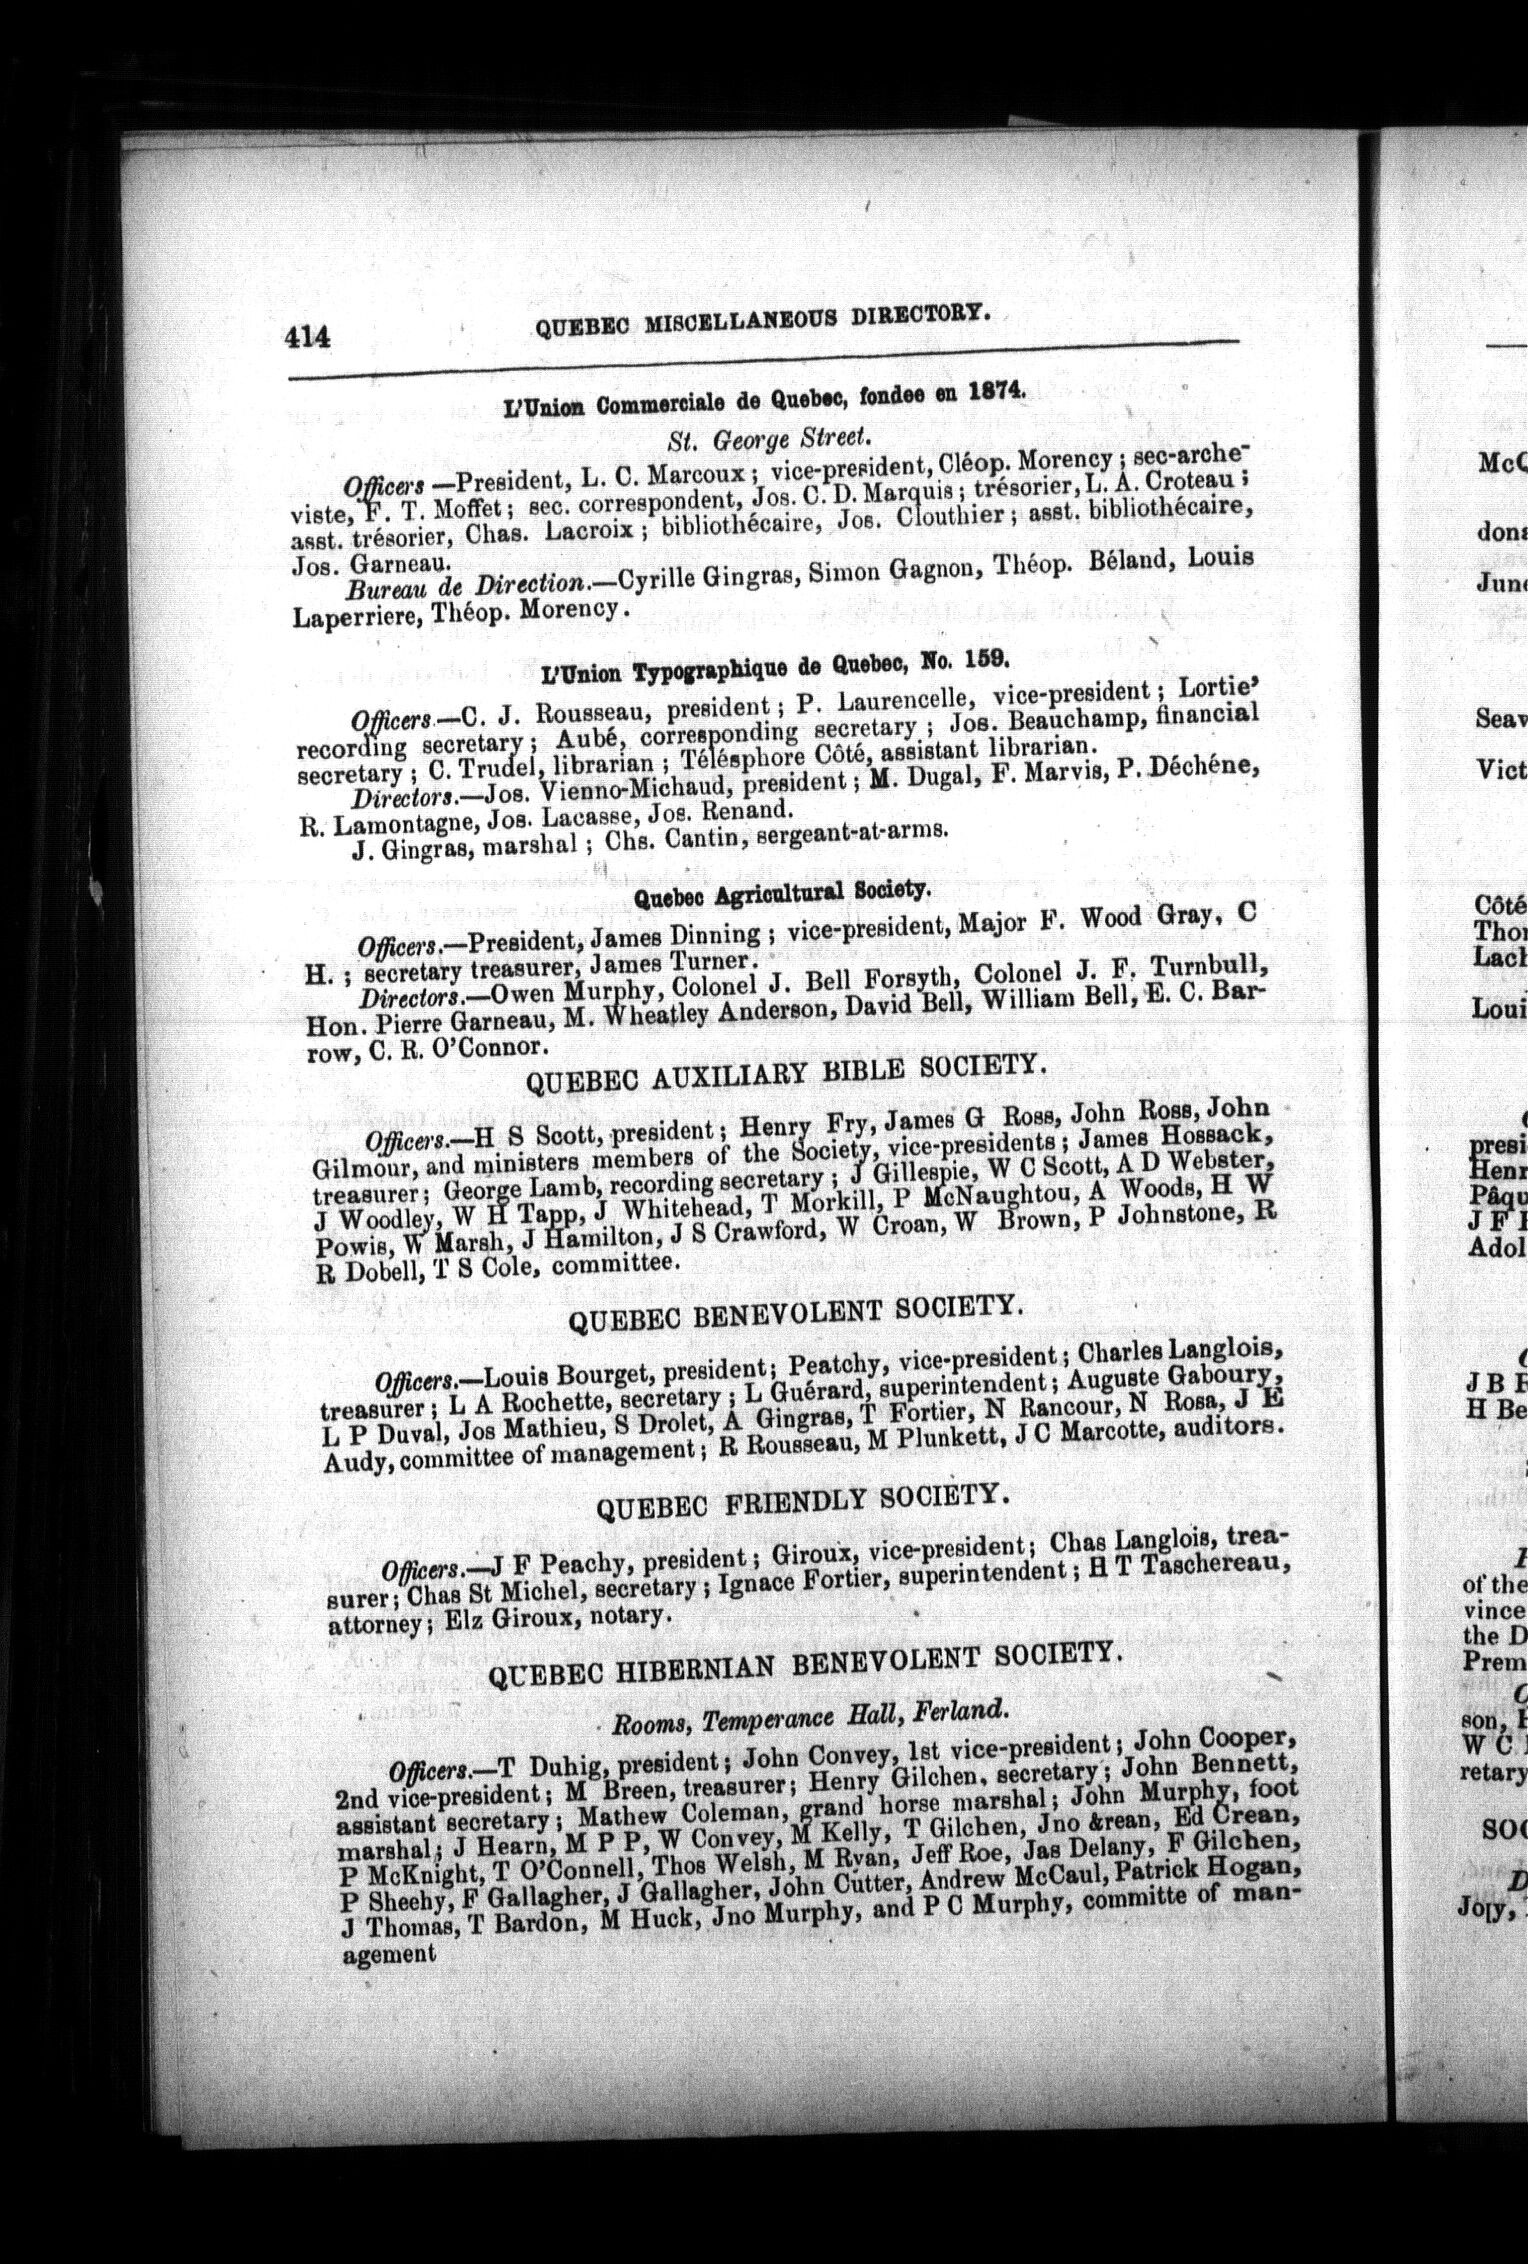 414
QUEBEC MISCELLANEOUS DIRECTORY.
L'Union Commerciale de Quebec, fondee en 1874.
St. George Street.
Officers —President, L. C. Marcoux ; vice-president, Cléop. Morency ; sec-arche-
viste, F. T. Moffet ; sec. correspondent, Jos. C. D. Marquis ; trésorier, L. A. Croteau ;
asst. trésorier, Chas. Lacroix ; bibliothécaire, Jos. Clouthier ; asst. bibliothécaire,
Jos. Garneau.
Bureau de Direction.—Cyrille Gingras, Simon Gagnon, Théop. Béland, Louis
Laperriere, Théop. Morency.
L'Union Typographique de Quebec, No. 159.
Officers.—C. J. Rousseau, president ; P. Laurencelle, vice-president ; Lortie’
recording secretary ; Aubé, corresponding secretary ; Jos. Beauchamp, financial
secretary ; C. Trudel, librarian ; Télésphore Côté, assistant librarian.
Directors.—Jos. Vienno-Michaud, president ; M. Dugal, F. Marvis, P. Déchéne,
R. Lamontagne, Jos. Lacasse, Jos. Renand.
J. Gingras, marshal ; Chs. Cantin, sergeant-at-arms.
Quebec Agricultural Society.
Officers.—President, James Dinning ; vice-president, Major F. Wood Gray, C
H. ; secretary treasurer, James Turner.
Directors.—Owen Murphy, Colonel J. Bell Forsyth, Colonel J. F. Turnbull,
Hon. Pierre Garneau, M. Wheatley Anderson, David Bell, William Bell, E. C. Bar-
row, C. R. O'Connor.
QUEBEC AUXILIARY BIBLE SOCIETY.
Officers.—H S Scott, president ; Henry Fry, James G Ross, John Ross, John
Gilmour, and ministers members of the Society, vice-presidents ; James Hossack,
treasurer ; George Lamb, recording secretary ; J Gillespie, W C Scott, A D Webster,
J Woodley, W H Tapp, J Whitehead, T Morkill, P McNaughtou, A Woods, H W
Powis, W Marsh, J Hamilton, J S Crawford, W Croan, W Brown, P Johnstone, R
R Dobell, T S Cole, committee.
QUEBEC BENEVOLENT SOCIETY.
Officers.—Louis Bourget, president ; Peatchy, vice-president ; Charles Langlois,
treasurer ; L A Rochette, secretary ; L Guérard, superintendent ; Auguste Gaboury,
L P Duval, Jos Mathieu, S Drolet, A Gingras, T Fortier, N Rancour, N Rosa, J E
Audy, committee of management ; R Rousseau, M Plunkett, J C Marcotte, auditors.
QUEBEC FRIENDLY SOCIETY.
Officers.—J F Peachy, president ; Giroux, vice-president ; Chas Langlois, trea-
surer ; Chas St Michel, secretary ; Ignace Fortier, superintendent ; H T Taschereau,
attorney ; Elz Giroux, notary.
QUEBEC HIBERNIAN BENEVOLENT SOCIETY.
Rooms, Temperance Hall, Ferland.
Officers.—T Duhig, president ; John Convey, 1st vice-president ; John Cooper,
2nd vice-president ; M Breen, treasurer ; Henry Gilchen, secretary ; John Bennett,
assistant secretary ; Mathew Coleman, grand horse marshal ; John Murphy, foot
marshal ; J Hearn, M P P, W Convey, M Kelly, T Gilchen, Jno &rean, Ed Crean,
P McKnight, T O'Connell, Thos Welsh, M Ryan, Jeff Roe, Jas Delany, F Gilchen,
P Sheehy, F Gallagher, J Gallagher, John Cutter, Andrew McCaul, Patrick Hogan,
J Thomas, T Bardon, M Huck, Jno Murphy, and P C Murphy, committe of man-
agement
June
Vict
Côté
Loui
presi
Henr
Adol
H Be
of the
vince
the D
Prem
son,
W C
retary
Joly,